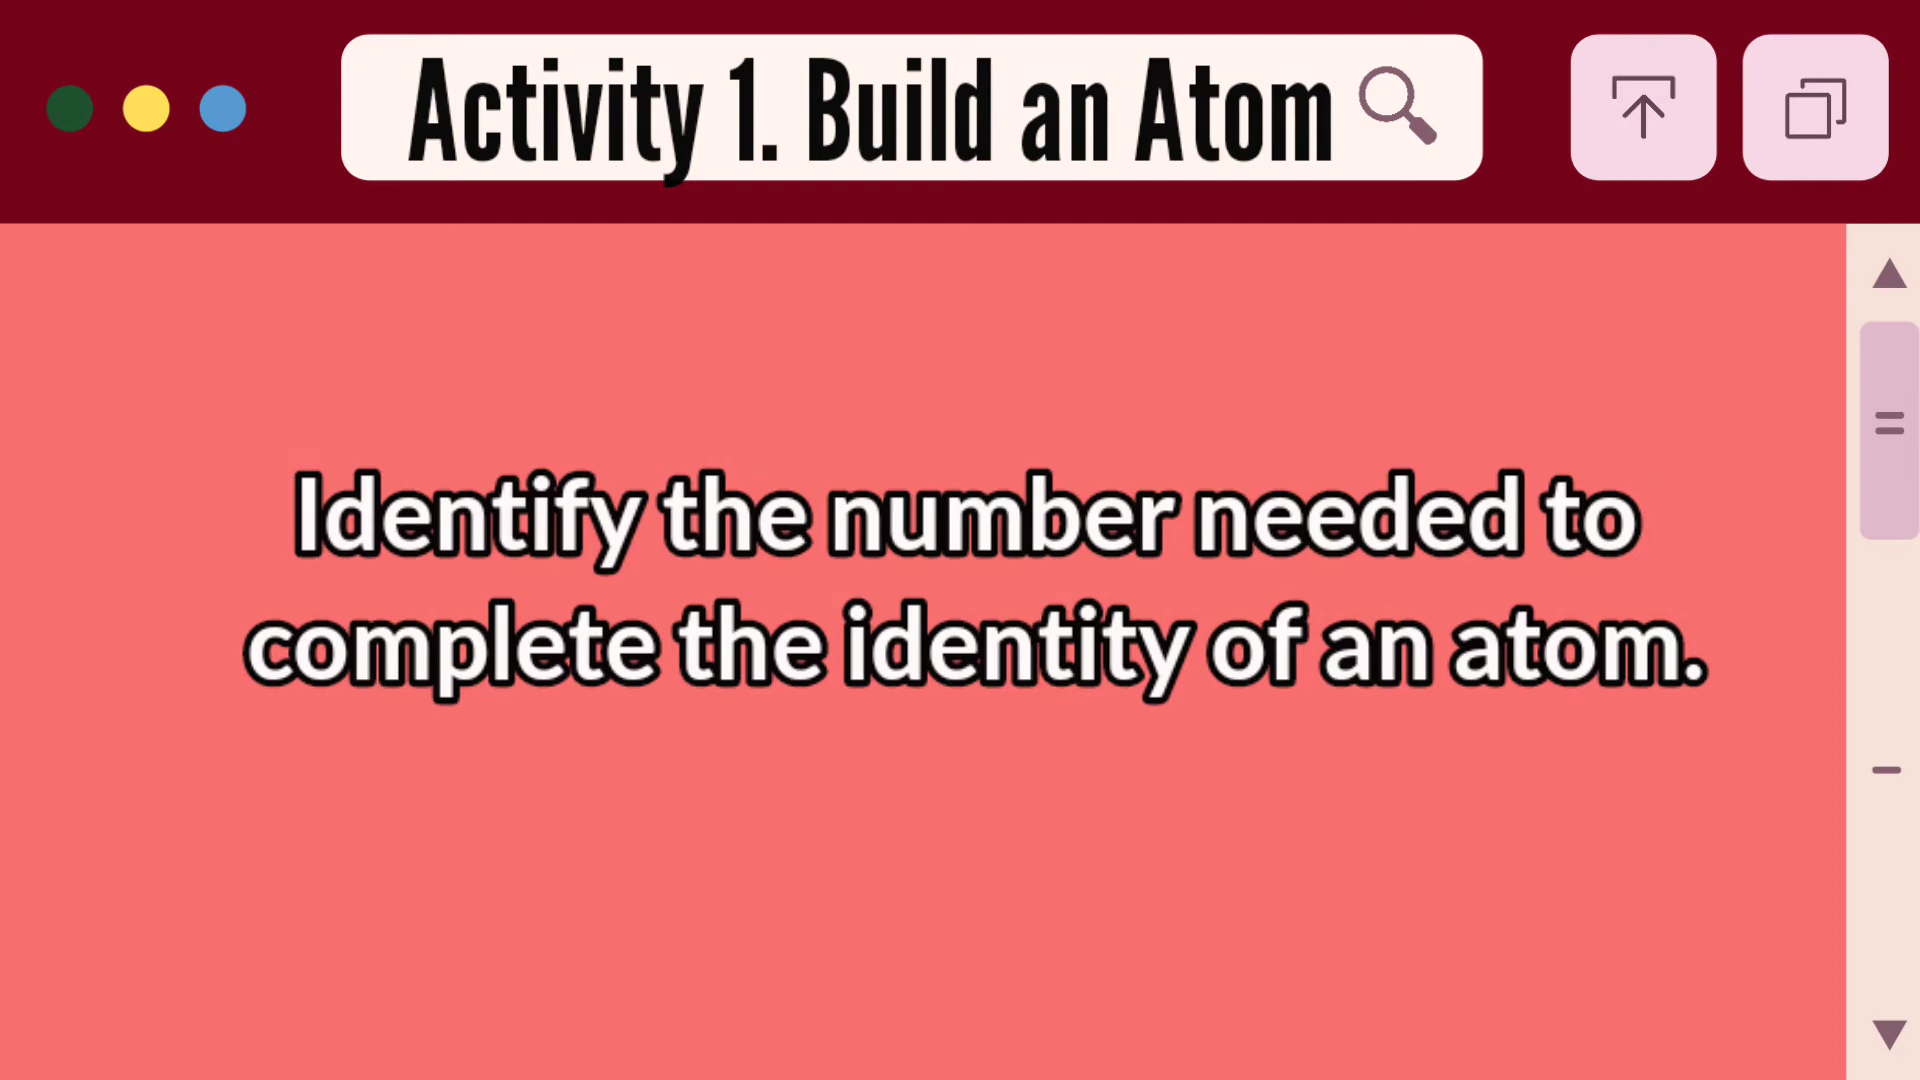 Activity 1. Build an Atom
Identify the number needed to
complete the identity of an atom.